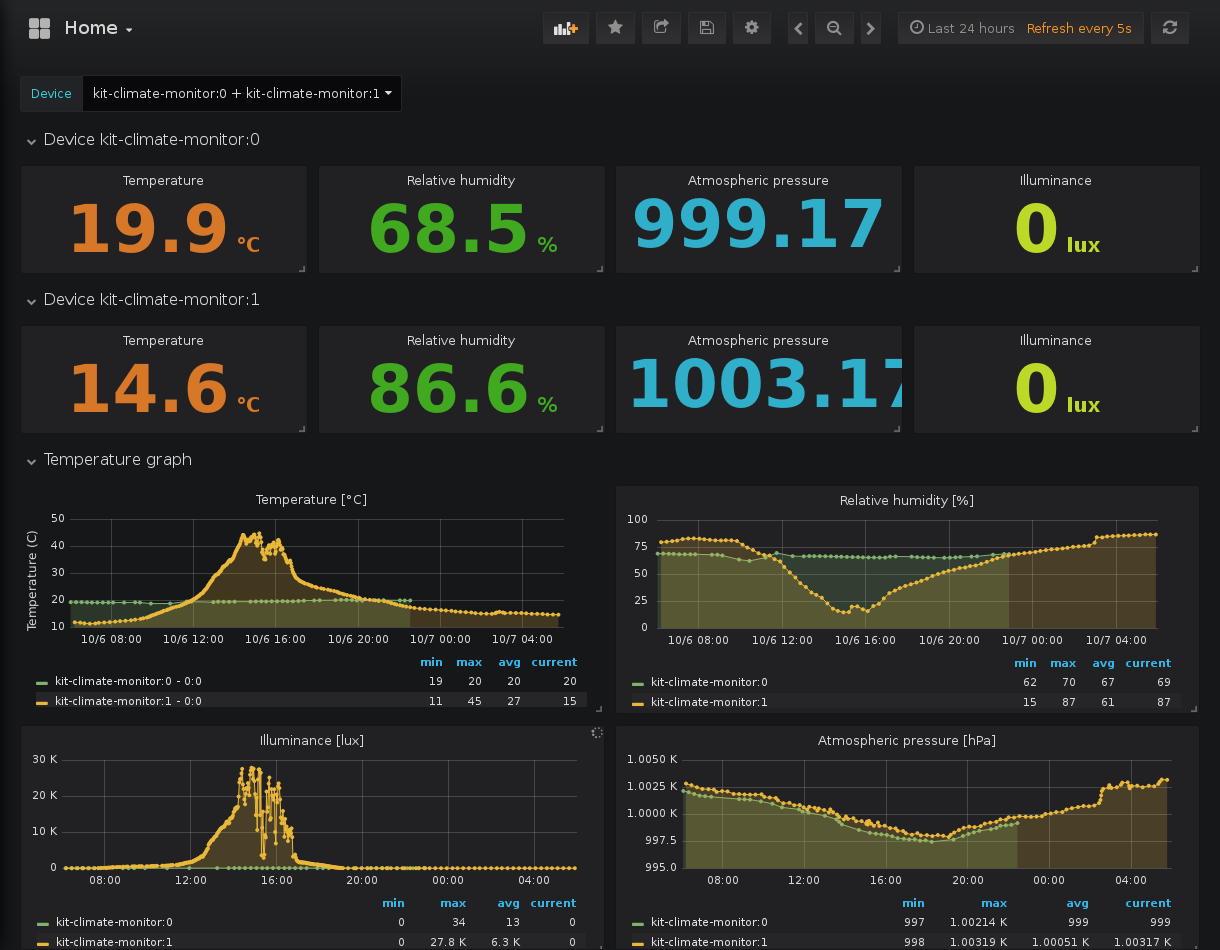 Home
Last 24 hours Refresh every 5s
Device kit-climate-monitor:0 + kit-climate-monitor:1
Device kit-climate-monitor:0
Temperature Relative humidity Atmospheric pressure Illuminance
19.9 °C 68.5 % 999.17 0 lux
Device kit-climate-monitor:1
Temperature Relative humidity Atmospheric pressure Illuminance
14.6 °C 86.6 % 1003.17 0 lux
Temperature graph
Temperature [°C]
Temperature (C)
50
40
30
20
10
10/6 08:00 10/6 12:00 10/6 16:00 10/6 20:00 10/7 00:00 10/7 04:00
min max avg current
kit-climate-monitor:0 - 0:0 19 20 20 20
kit-climate-monitor:1 - 0:0 11 45 27 15
Relative humidity [%]
100
75
50
25
0
10/6 08:00 10/6 12:00 10/6 16:00 10/6 20:00 10/7 00:00 10/7 04:00
min max avg current
kit-climate-monitor:0 62 70 67 69
kit-climate-monitor:1 15 87 61 87
Illuminance [lux]
30 K
20 K
10 K
0
08:00 12:00 16:00 20:00 00:00 04:00
min max avg current
kit-climate-monitor:0 0 34 13 0
kit-climate-monitor:1 0 27.8 K 6.3 K 0
Atmospheric pressure [hPa]
1.0050 K
1.0025 K
1.0000 K
997.5
995.0
08:00 12:00 16:00 20:00 00:00 04:00
min max avg current
kit-climate-monitor:0 997 1.00214 K 999 999
kit-climate-monitor:1 998 1.00319 K 1.00051 K 1.00317 K